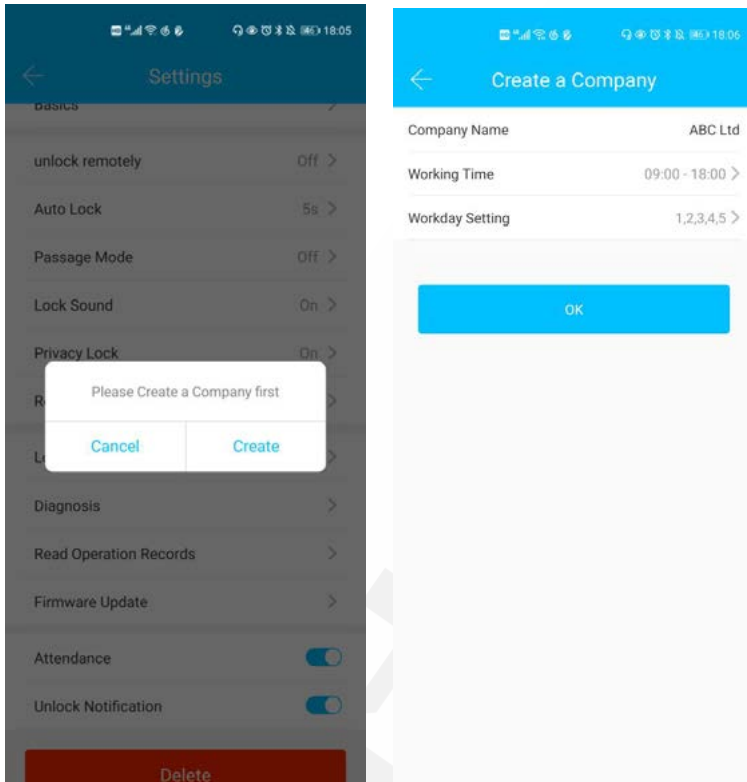 18:05
Settings
Basics
unlock remotely Off
Auto Lock 5s
Passage Mode Off
Lock Sound On
Privacy Lock On
Please Create a Company first
Cancel Create
Diagnosis
Read Operation Records
Firmware Update
Attendance
Unlock Notification
Delete
18:06
Create a Company
Company Name ABC Ltd
Working Time 09:00 - 18:00
Workday Setting 1,2,3,4,5
OK